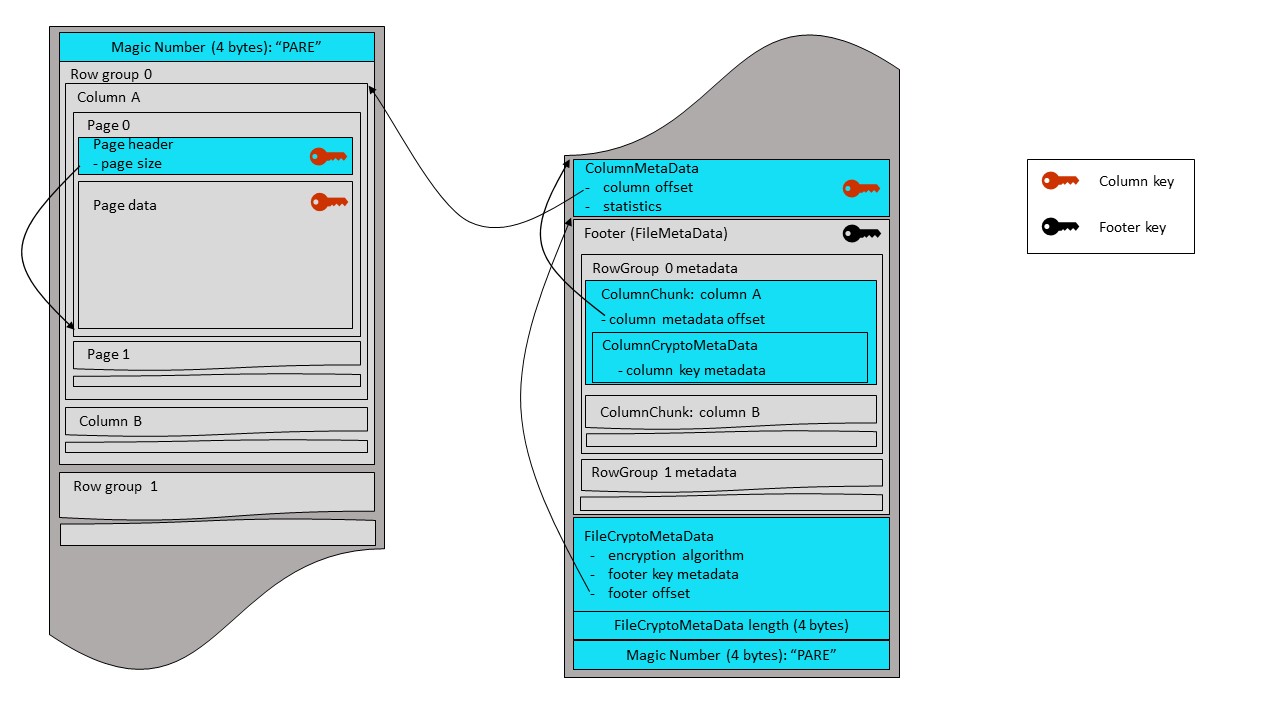 Magic Number (4 bytes): “PARE”
Row group 0
Column A
Page 0
Page header
- page size
Page data
Page 1
Column B
Row group 1
ColumnMetaData
- column offset
- statistics
Footer (FileMetaData)
RowGroup 0 metadata
ColumnChunk: column A
- column metadata offset
ColumnCryptoMetaData
- column key metadata
ColumnChunk: column B
RowGroup 1 metadata
FileCryptoMetaData
- encryption algorithm
- footer key metadata
- footer offset
FileCryptoMetaData length (4 bytes)
Magic Number (4 bytes): “PARE”
Column key
Footer key